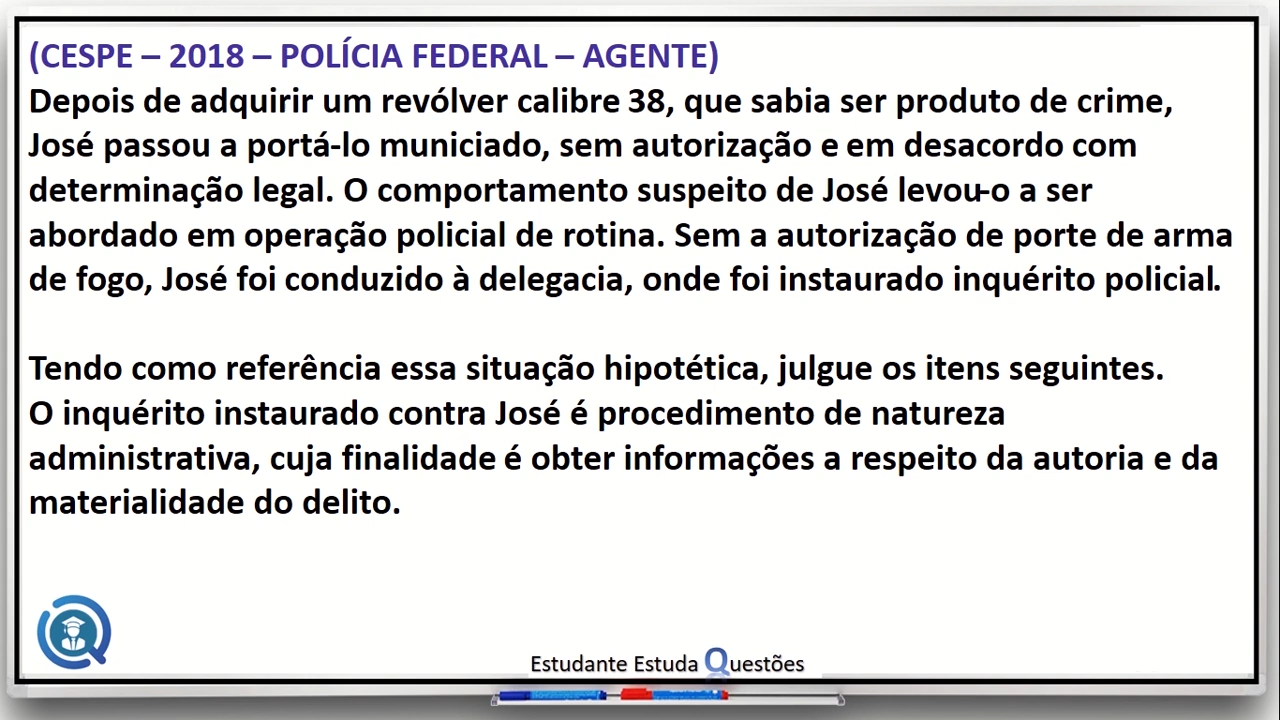 (CESPE – 2018 – POLÍCIA FEDERAL – AGENTE)
Depois de adquirir um revólver calibre 38, que sabia ser produto de crime,
José passou a portá-lo municiado, sem autorização e em desacordo com
determinação legal. O comportamento suspeito de José levou-o a ser
abordado em operação policial de rotina. Sem a autorização de porte de arma
de fogo, José foi conduzido à delegacia, onde foi instaurado inquérito policial.
Tendo como referência essa situação hipotética, julgue os itens seguintes.
O inquérito instaurado contra José é procedimento de natureza
administrativa, cuja finalidade é obter informações a respeito da autoria e da
materialidade do delito.
Estudante Estuda Questões